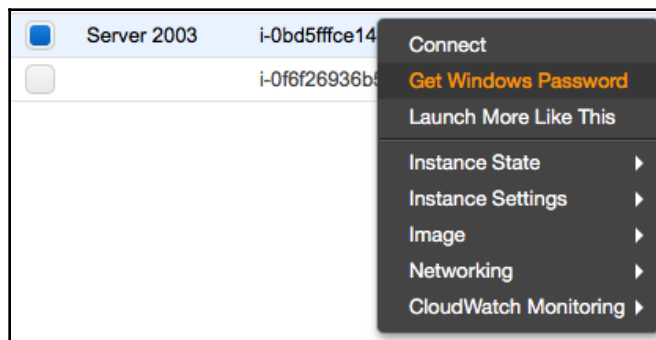 Server 2003 i-0bd5fffce14
i-0f6f26936b
Connect
Get Windows Password
Launch More Like This
Instance State
Instance Settings
Image
Networking
CloudWatch Monitoring